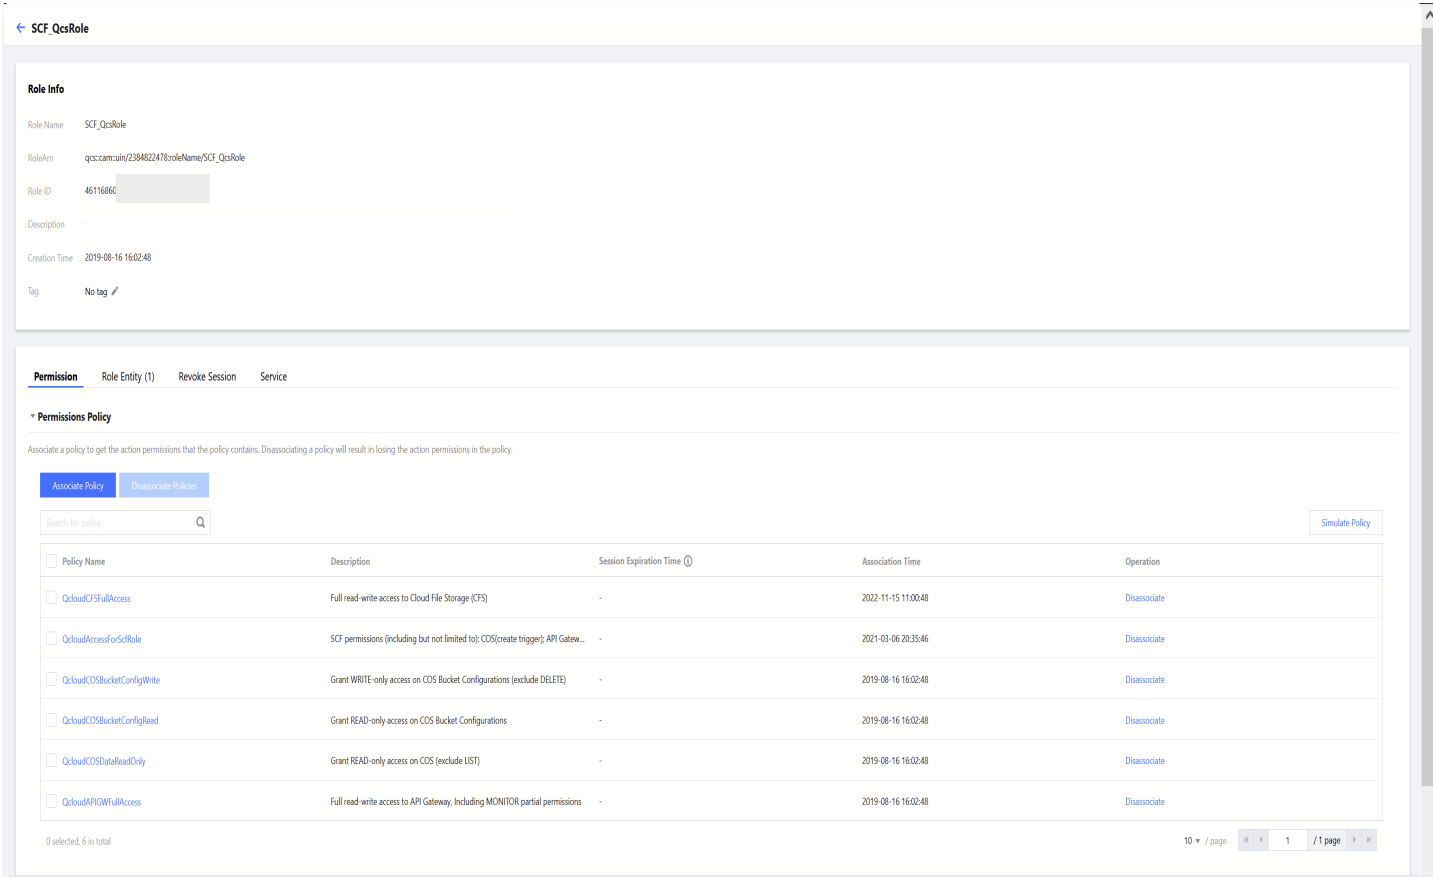 SCF_QcsRole
Role Info
Role Name SCF_QcsRole
RoleArn qcs::cam::uin/2384822478:roleName/SCF_QcsRole
Role ID 46116860
Description -
Creation Time 2019-08-16 16:02:48
Tag No tag
Permission Role Entity (1) Revoke Session Service
Permissions Policy
Associate a policy to get the action permissions that the policy contains. Disassociating a policy will result in losing the action permissions in the policy.
Associate Policy Disassociate Policies
Search for policy Simulate Policy
Policy Name Description Session Expiration Time Association Time Operation
QcloudCFSFullAccess Full read-write access to Cloud File Storage (CFS) - 2022-11-15 11:00:48 Disassociate
QcloudAccessForScfRole SCF permissions (including but not limited to): COS(create trigger); API Gatew... - 2021-03-06 20:35:46 Disassociate
QcloudCOSBucketConfigWrite Grant WRITE-only access on COS Bucket Configurations (exclude DELETE) - 2019-08-16 16:02:48 Disassociate
QcloudCOSBucketConfigRead Grant READ-only access on COS Bucket Configurations - 2019-08-16 16:02:48 Disassociate
QcloudCOSDataReadOnly Grant READ-only access on COS (exclude LIST) - 2019-08-16 16:02:48 Disassociate
QcloudAPIGWFullAccess Full read-write access to API Gateway, Including MONITOR partial permissions - 2019-08-16 16:02:48 Disassociate
0 selected, 6 in total 10 / page 1 / 1 page